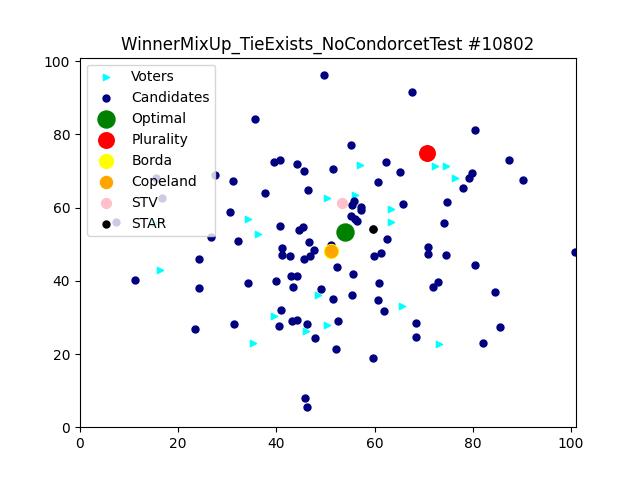 WinnerMixUp_TieExists_NoCondorcetTest #10802
100
80
60
40
20
0
Voters
Candidates
Optimal
Plurality
Borda
Copeland
STV
STAR
0 20 40 60 80 100